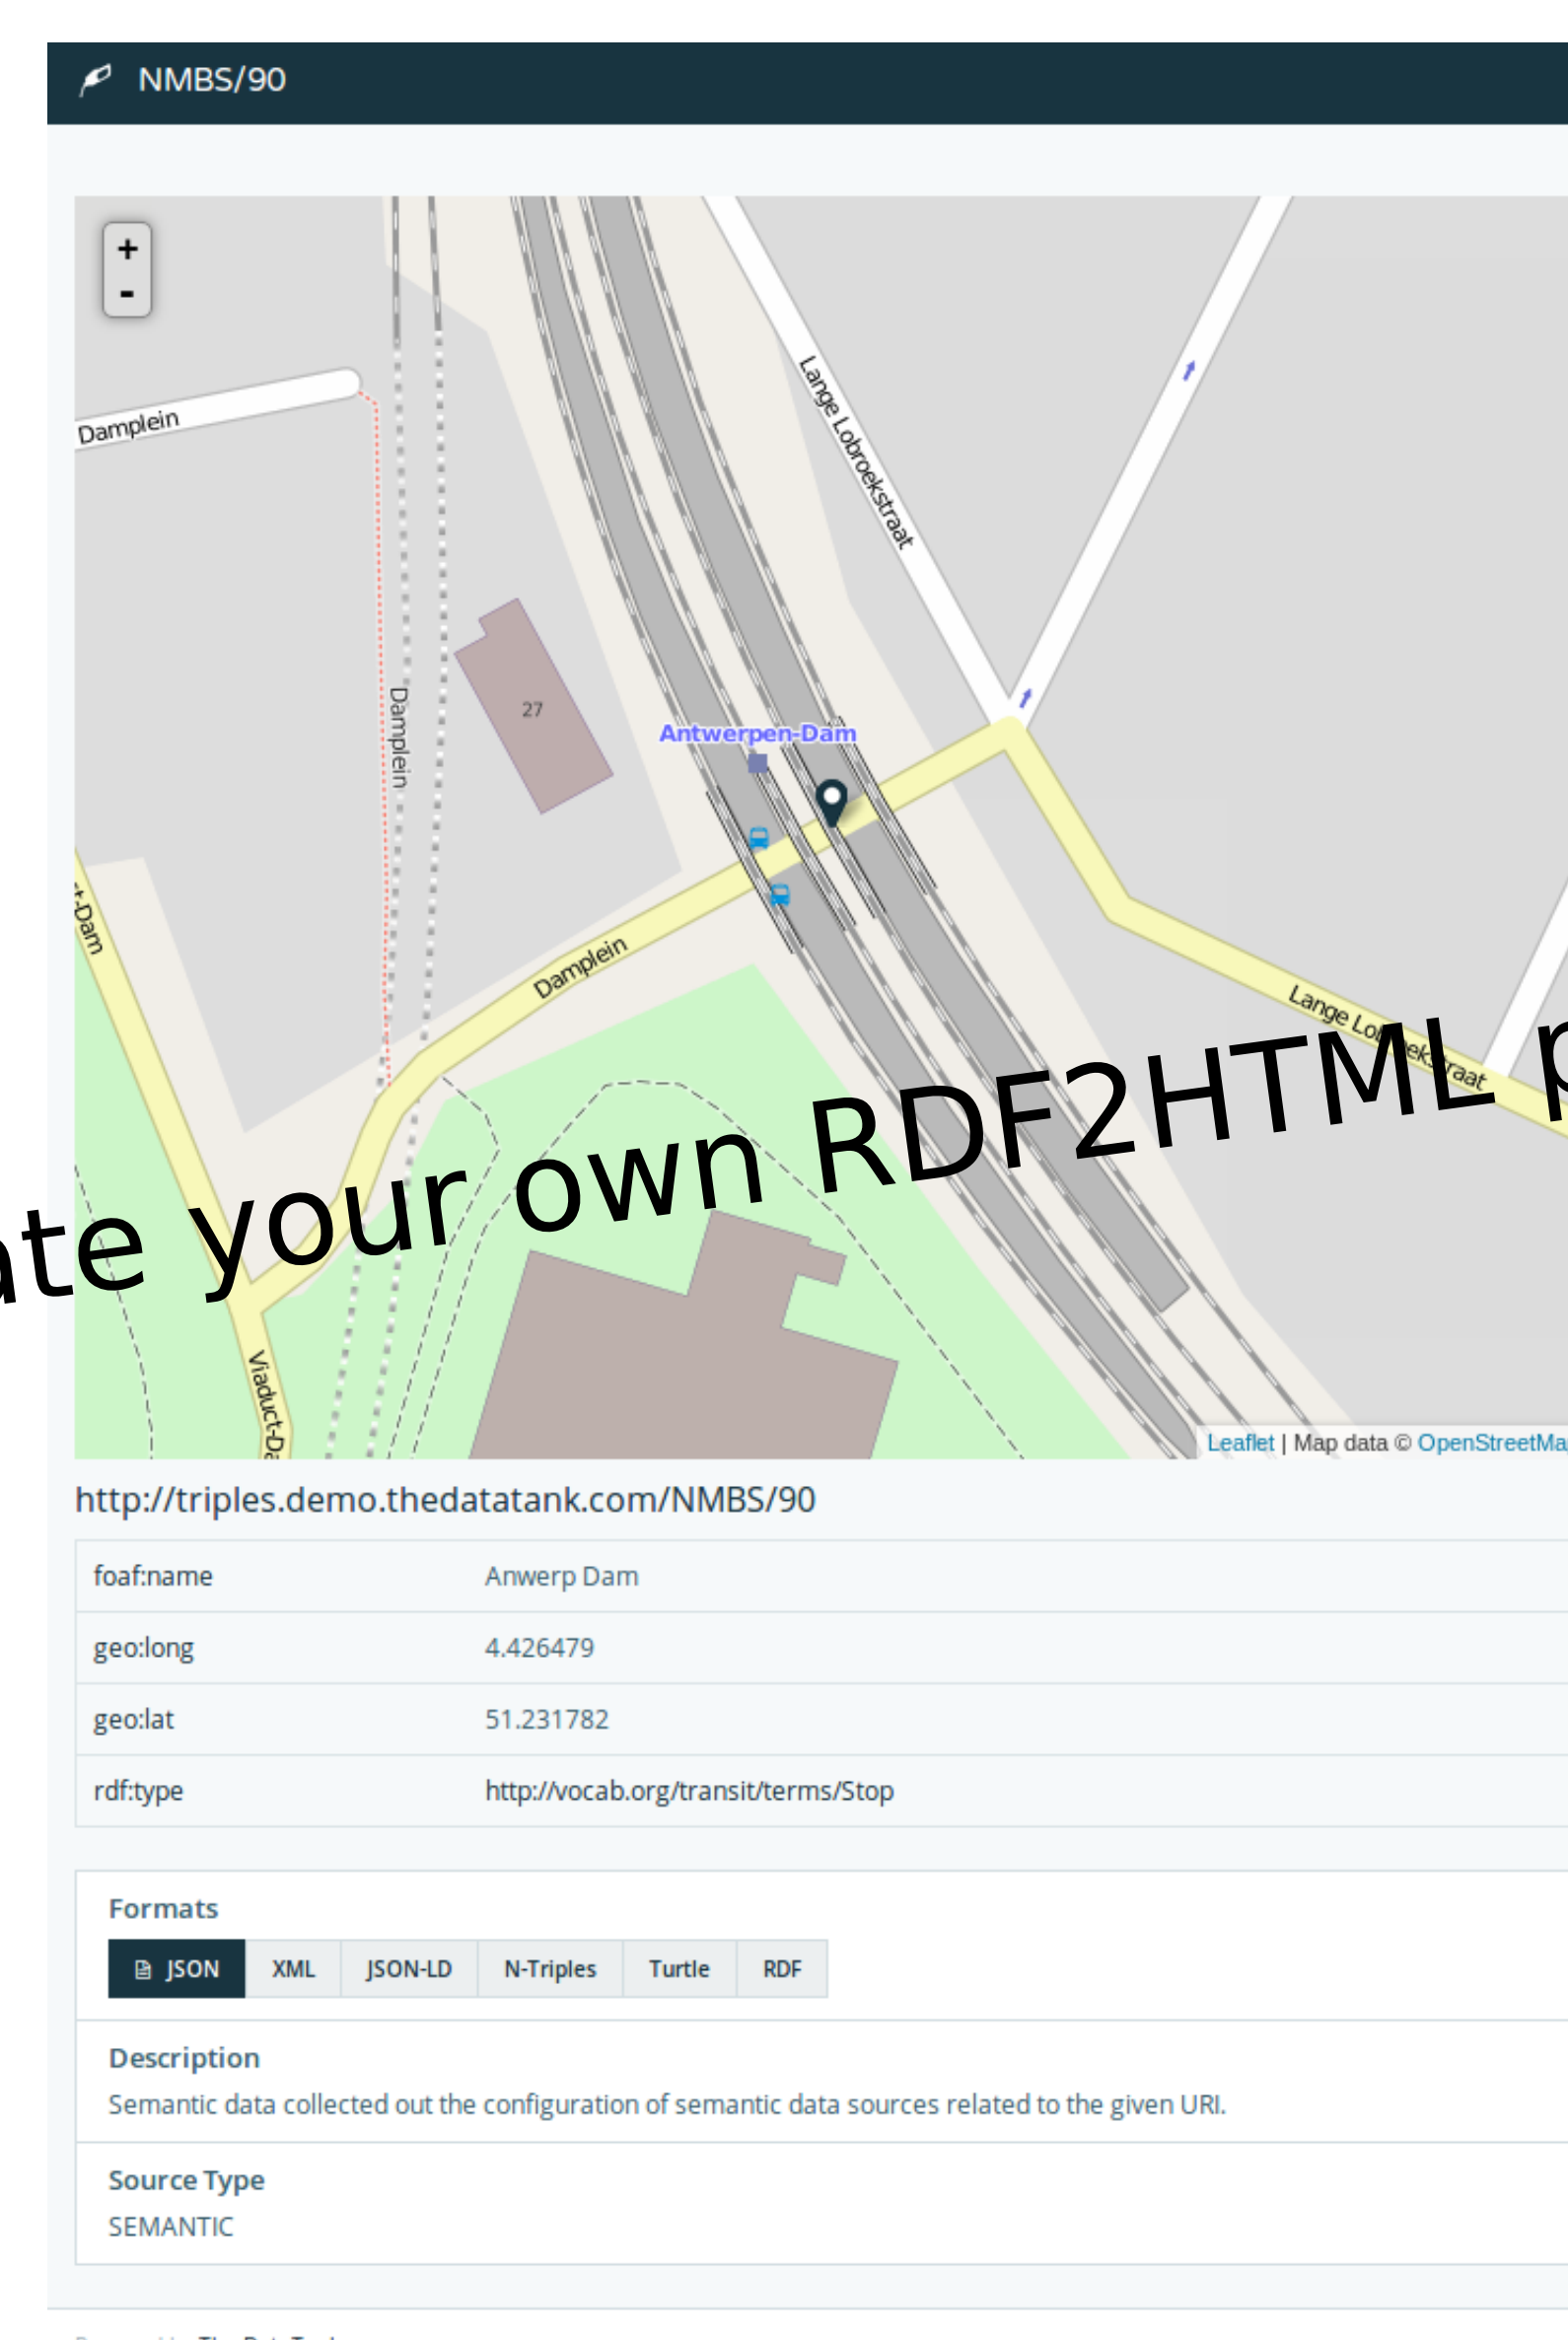 NMBS/90
+
-
Damplein
Lange Lobroekstraat
Damplein
27
Antwerpen-Dam
Damplein
Lange Lobroekstraat
your own RDF2HTML
Leaflet | Map data © OpenStreetMa
http://triples.demo.thedatatank.com/NMBS/90
foaf:name Anwerp Dam
geo:long 4.426479
geo:lat 51.231782
rdf:type http://vocab.org/transit/terms/Stop
Formats
JSON XML JSON-LD N-Triples Turtle RDF
Description
Semantic data collected out the configuration of semantic data sources related to the given URI.
Source Type
SEMANTIC